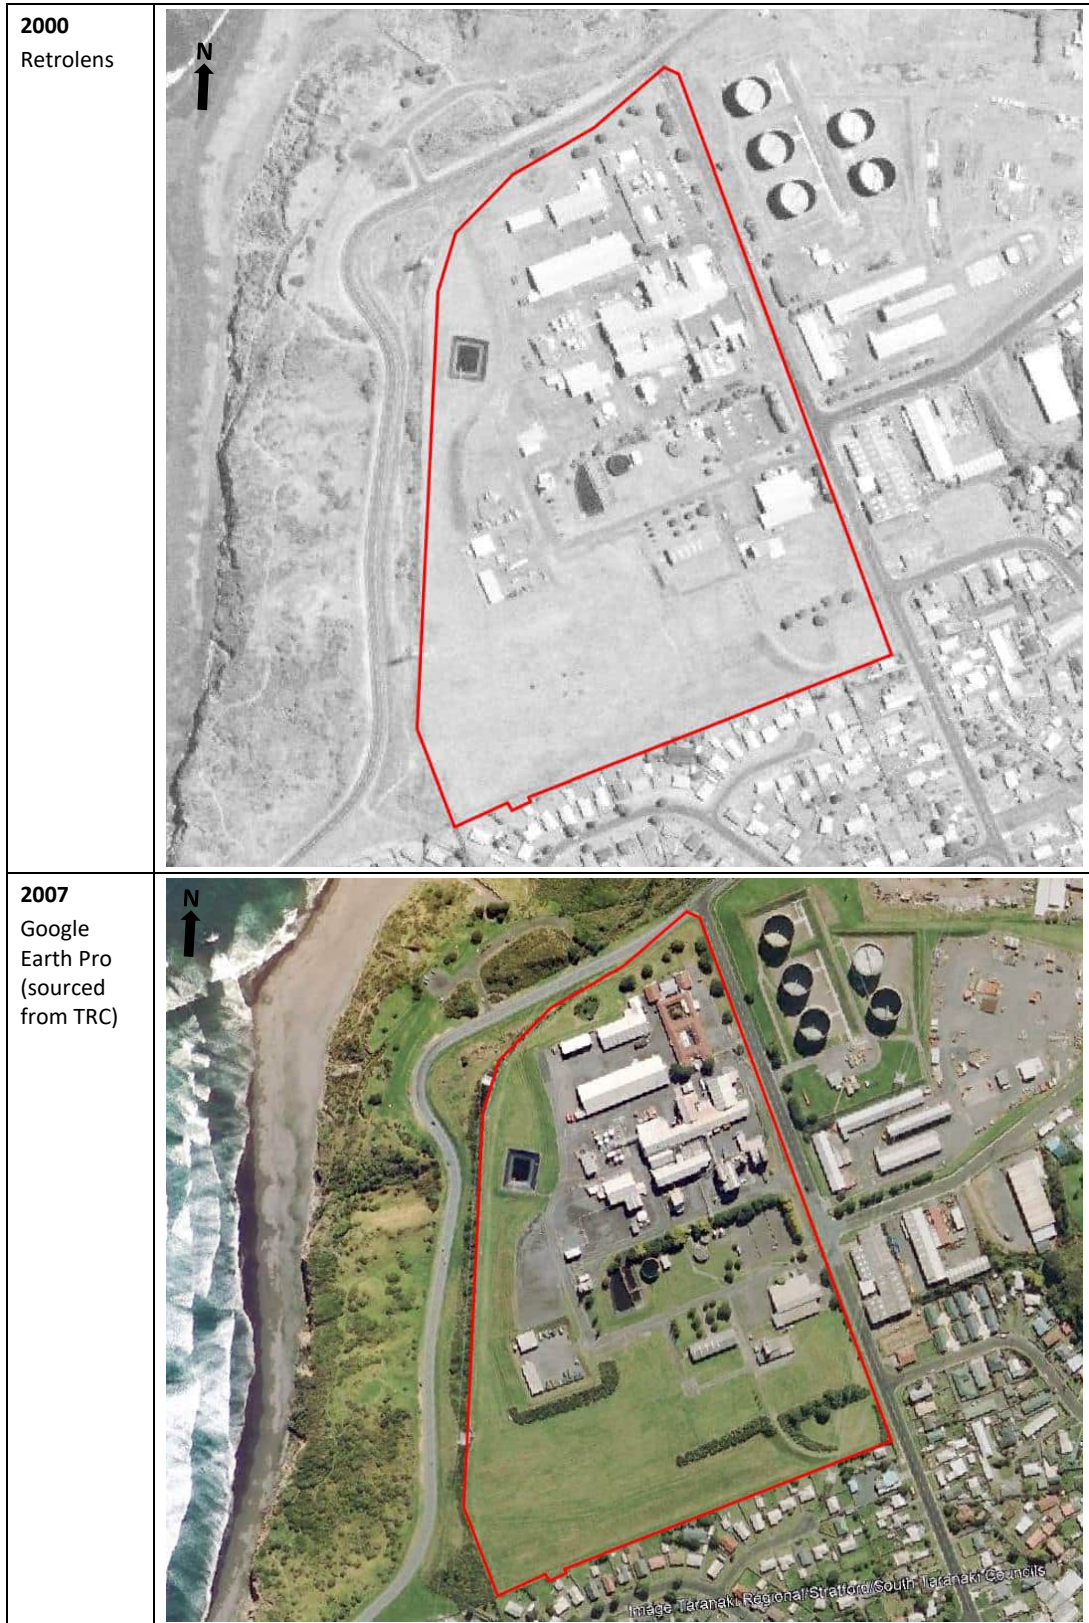 2000
Retrolens
N
2007
Google
Earth Pro
(sourced
from TRC)
N
Image Taranaki Regional/Stratford/South Taranaki Councils